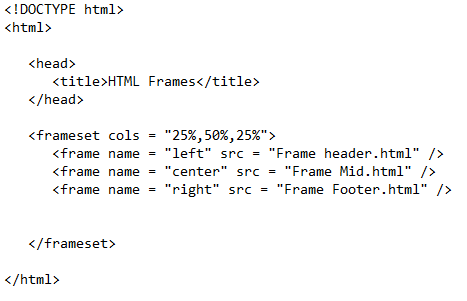 <!DOCTYPE html>
<html>
<head>
<title>HTML Frames</title>
</head>
<frameset cols = "25%,50%,25%">
<frame name = "left" src = "Frame header.html" />
<frame name = "center" src = "Frame Mid.html" />
<frame name = "right" src = "Frame Footer.html" />
</frameset>
</html>